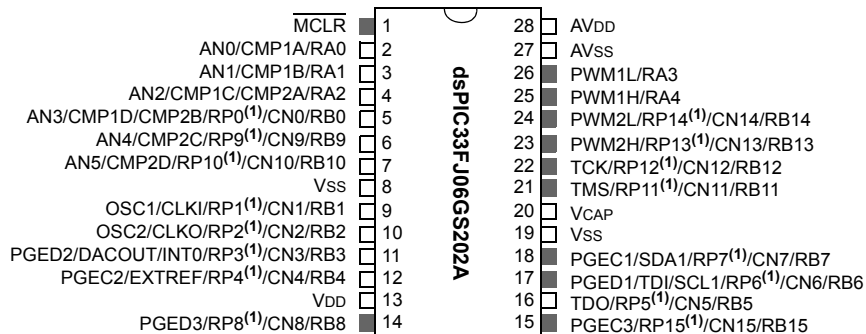 MCLR 1 28 AVDD
AN0/CMP1A/RA0 2 27 AVSS
AN1/CMP1B/RA1 3 26 PWM1L/RA3
AN2/CMP1C/CMP2A/RA2 4 25 PWM1H/RA4
AN3/CMP1D/CMP2B/RP0(1)/CN0/RB0 5 24 PWM2L/RP14(1)/CN14/RB14
AN4/CMP2C/RP9(1)/CN9/RB9 6 23 PWM2H/RP13(1)/CN13/RB13
AN5/CMP2D/RP10(1)/CN10/RB10 7 22 TCK/RP12(1)/CN12/RB12
VSS 8 21 TMS/RP11(1)/CN11/RB11
OSC1/CLKI/RP1(1)/CN1/RB1 9 20 VCAP
OSC2/CLKO/RP2(1)/CN2/RB2 10 19 VSS
PGED2/DACOUT/INT0/RP3(1)/CN3/RB3 11 18 PGEC1/SDA1/RP7(1)/CN7/RB7
PGEC2/EXTREF/RP4(1)/CN4/RB4 12 17 PGED1/TDI/SCL1/RP6(1)/CN6/RB6
VDD 13 16 TDO/RP5(1)/CN5/RB5
PGED3/RP8(1)/CN8/RB8 14 15 PGEC3/RP15(1)/CN15/RB15
dsPIC33FJ06GS202A